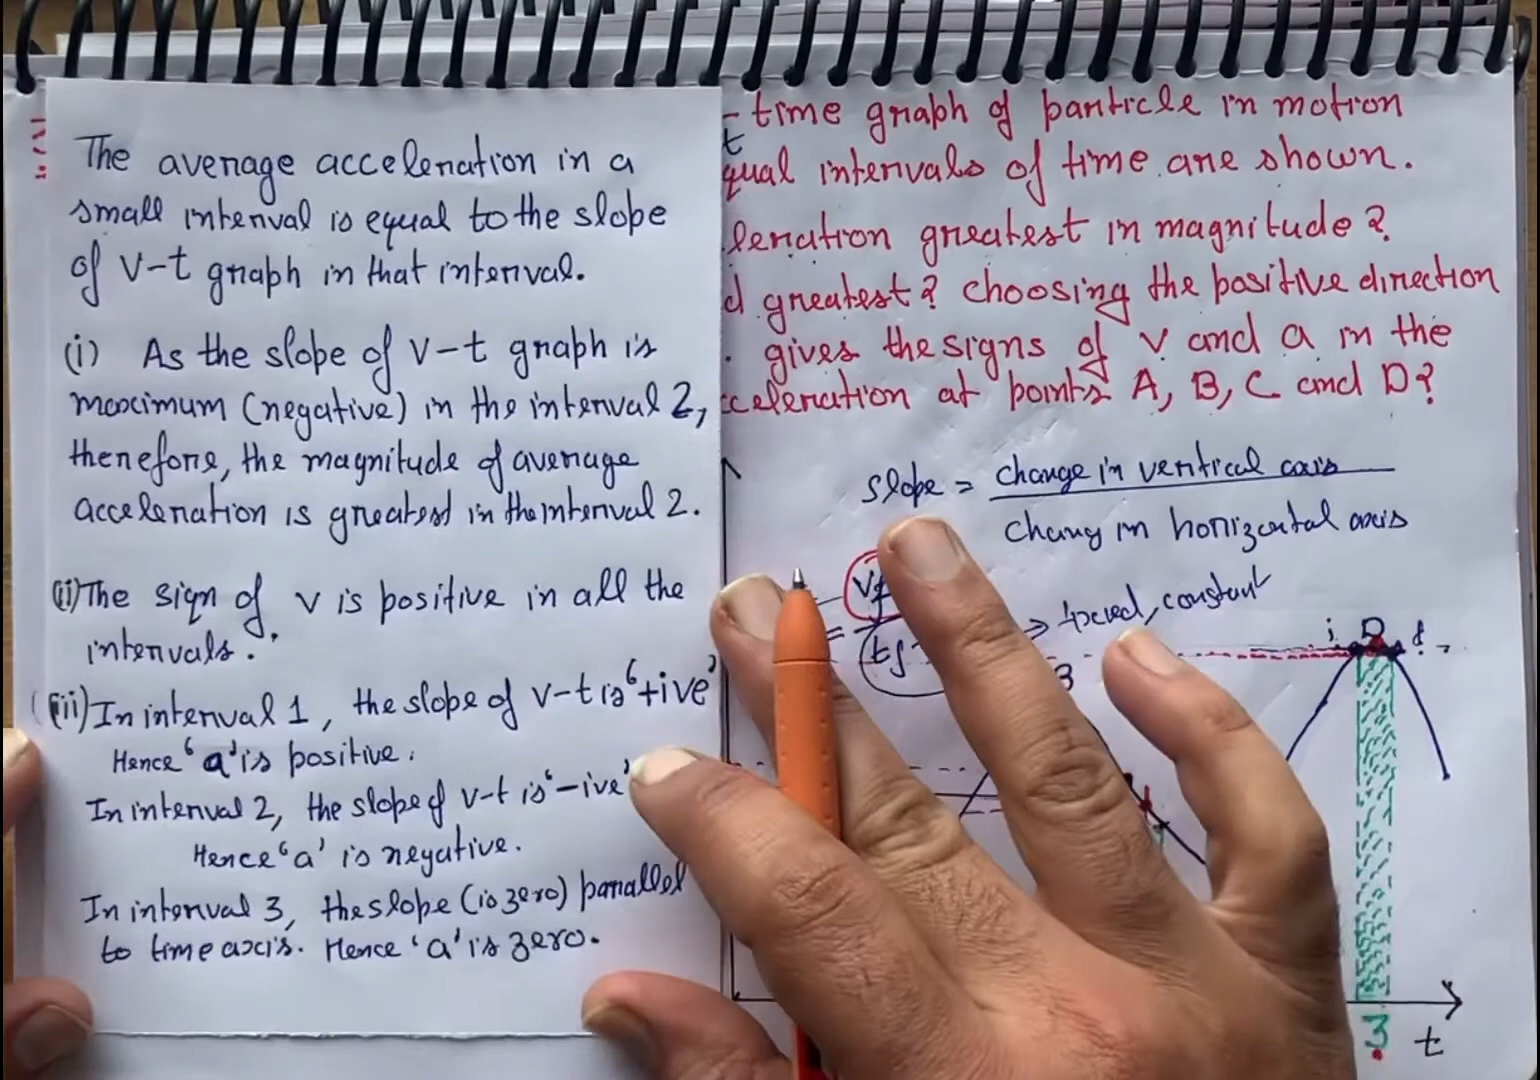 The average acceleration in a
small interval is equal to the slope
of v-t graph in that interval.
(i) As the slope of v-t graph is
maximum (negative) in the interval 2,
therefore, the magnitude of average
acceleration is greatest in the interval 2.
(ii) The sign of v is positive in all the
intervals.
(iii) In interval 1, the slope of v-t is '+ive'
Hence 'a' is positive.
In interval 2, the slope of v-t is '-ive'
Hence 'a' is negative.
In interval 3, the slope (is zero) parallel
to time axis. Hence 'a' is zero.
-time graph of particle in motion
qual intervals of time are shown.
leration greatest in magnitude?
d greatest? choosing the positive direction
. gives the signs of v and a in the
cceleration at points A, B, C and D?
slope = change in vertical axis
Chang in horizontal axis
vf
= tf
constant
3
i D f
3 t